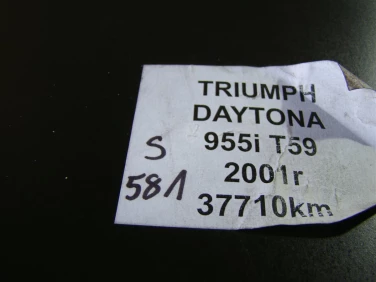 TRIUMPH
DAYTONA
955i T59
2001r
37710km
S
581